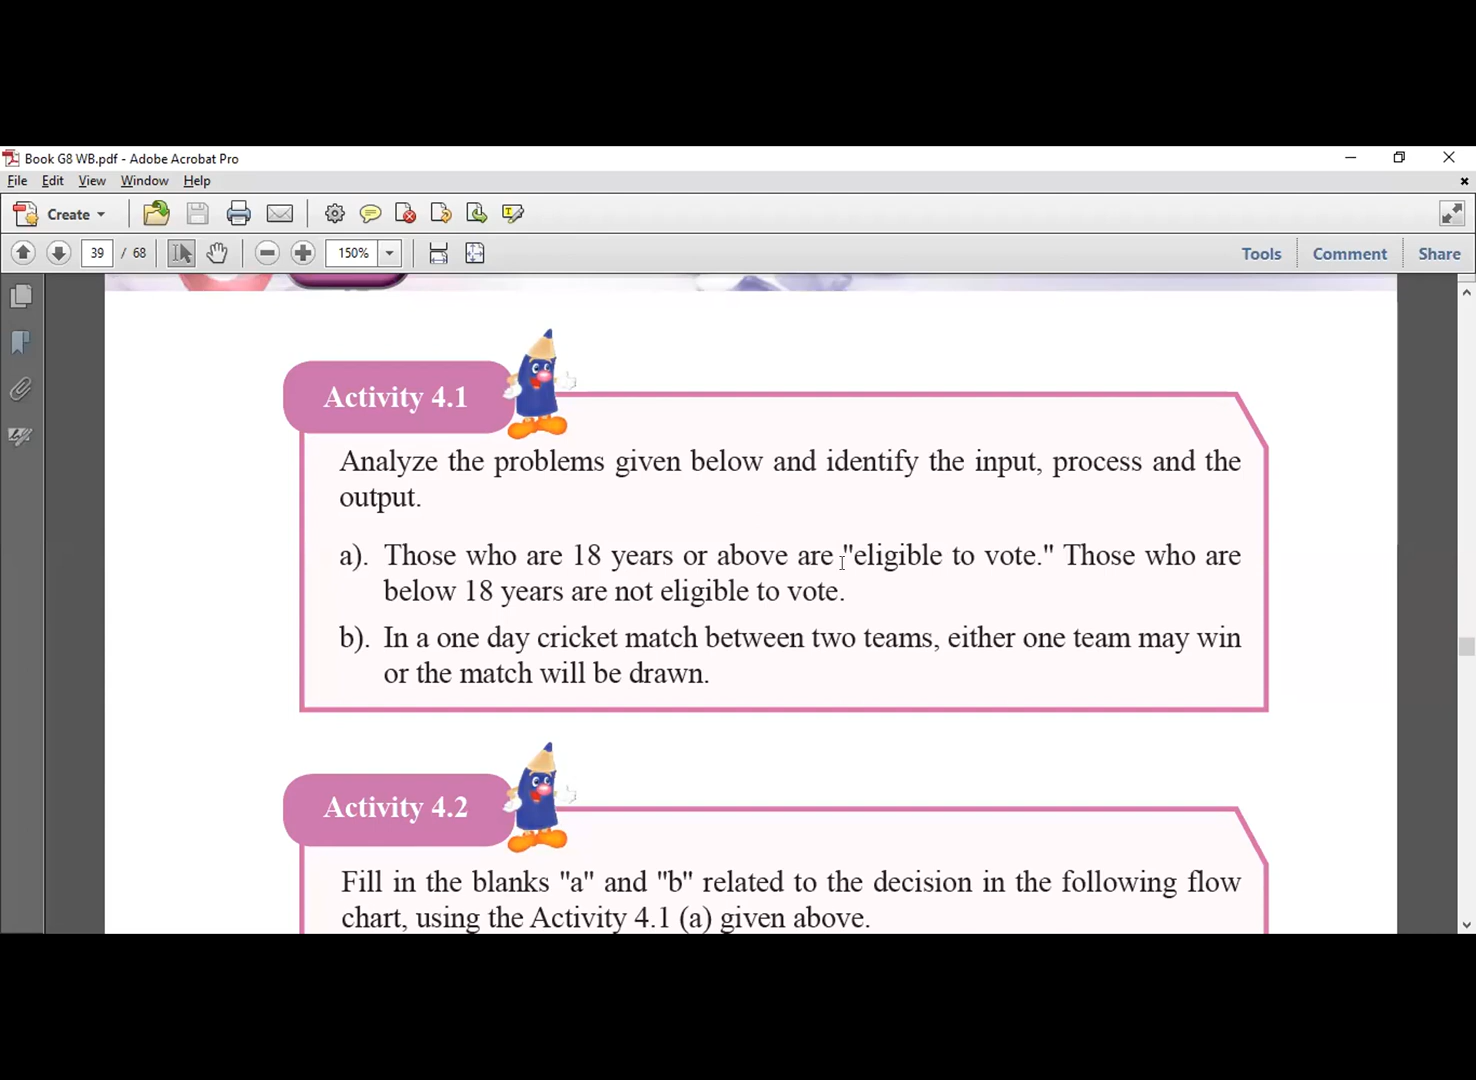 Book G8 WB.pdf - Adobe Acrobat Pro
File Edit View Window Help
Create
39 / 68 150% Tools Comment Share
Activity 4.1
Analyze the problems given below and identify the input, process and the
output.
a). Those who are 18 years or above are "eligible to vote." Those who are
below 18 years are not eligible to vote.
b). In a one day cricket match between two teams, either one team may win
or the match will be drawn.
Activity 4.2
Fill in the blanks "a" and "b" related to the decision in the following flow
chart, using the Activity 4.1 (a) given above.